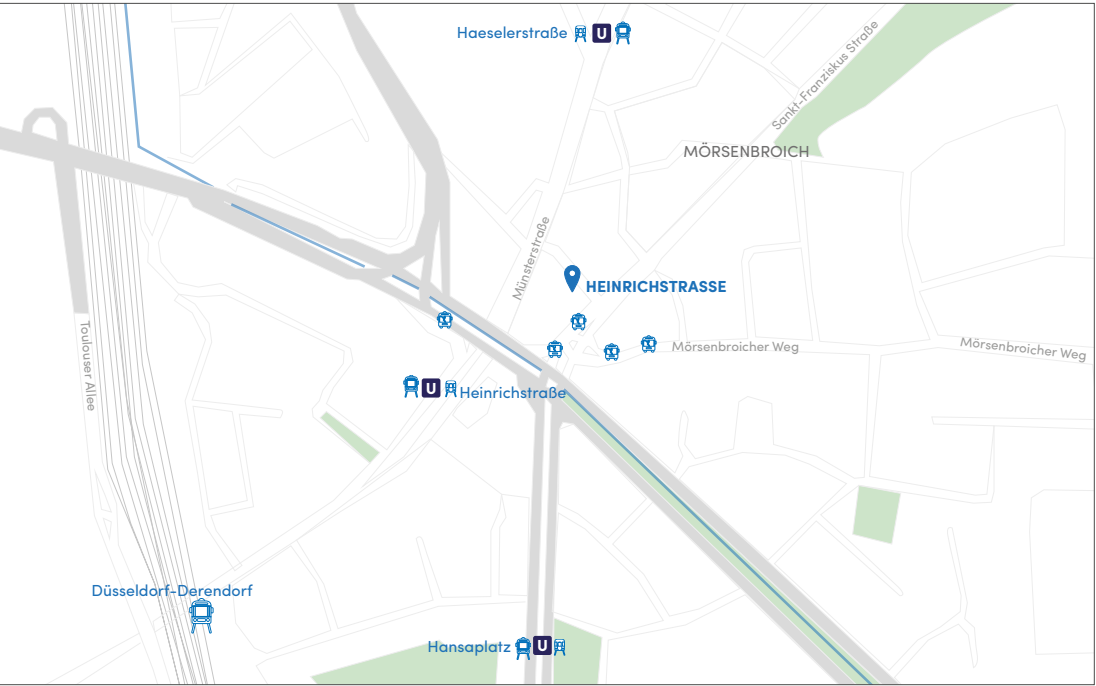 Haeselerstraße U
Sankt-Franziskus Straße
MÖRSENBROICH
Münsterstraße
HEINRICHSTRASSE
Toulouser Allee
Mörsenbroicher Weg
Mörsenbroicher Weg
U Heinrichstraße
Düsseldorf-Derendorf
Hansaplatz U